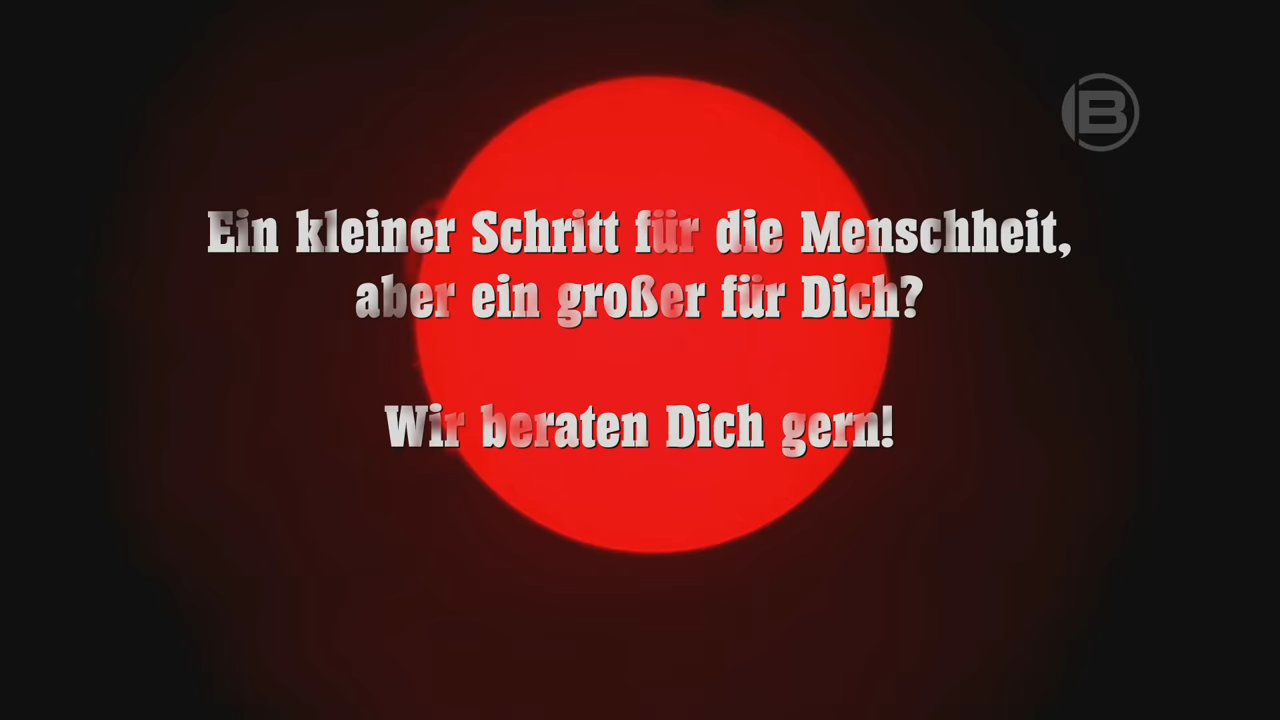 B
Ein kleiner Schritt für die Menschheit,
aber ein großer für Dich?
Wir beraten Dich gern!